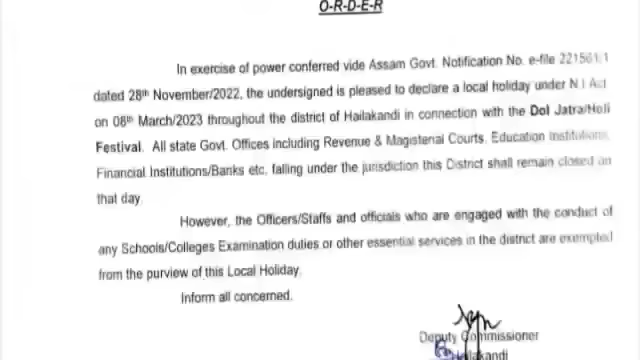 O-R-D-E-R
In exercise of power conferred vide Assam Govt. Notification No. e-file 221561/1
dated 28th November/2022, the undersigned is pleased to declare a local holiday under N.I Act
on 08th March/2023 throughout the district of Hailakandi in connection with the Dol Jatra/Holi
Festival. All state Govt. Offices including Revenue & Magisterial Courts, Education Institutions,
Financial Institutions/Banks etc, falling under the jurisdiction this District shall remain closed on
that day.
However, the Officers/Staffs and officials who are engaged with the conduct of
any Schools/Colleges Examination duties or other essential services in the district are exempted
from the purview of this Local Holiday.
Inform all concerned.
Deputy Commissioner
Hailakandi